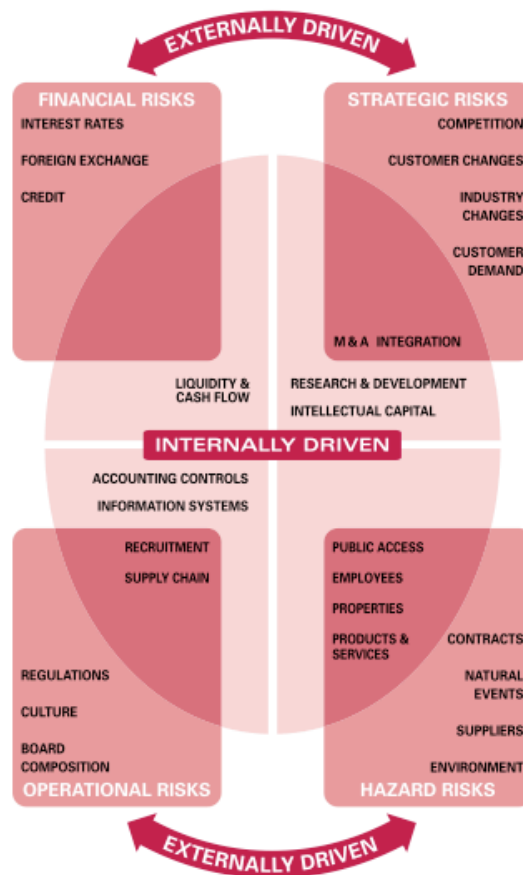 EXTERNALLY DRIVEN
FINANCIAL RISKS
INTEREST RATES
FOREIGN EXCHANGE
CREDIT
STRATEGIC RISKS
COMPETITION
CUSTOMER CHANGES
INDUSTRY
CHANGES
CUSTOMER
DEMAND
M & A INTEGRATION
LIQUIDITY &
CASH FLOW
RESEARCH & DEVELOPMENT
INTELLECTUAL CAPITAL
INTERNALLY DRIVEN
ACCOUNTING CONTROLS
INFORMATION SYSTEMS
RECRUITMENT
SUPPLY CHAIN
REGULATIONS
CULTURE
BOARD
COMPOSITION
OPERATIONAL RISKS
PUBLIC ACCESS
EMPLOYEES
PROPERTIES
PRODUCTS &
SERVICES
CONTRACTS
NATURAL
EVENTS
SUPPLIERS
ENVIRONMENT
HAZARD RISKS
EXTERNALLY DRIVEN